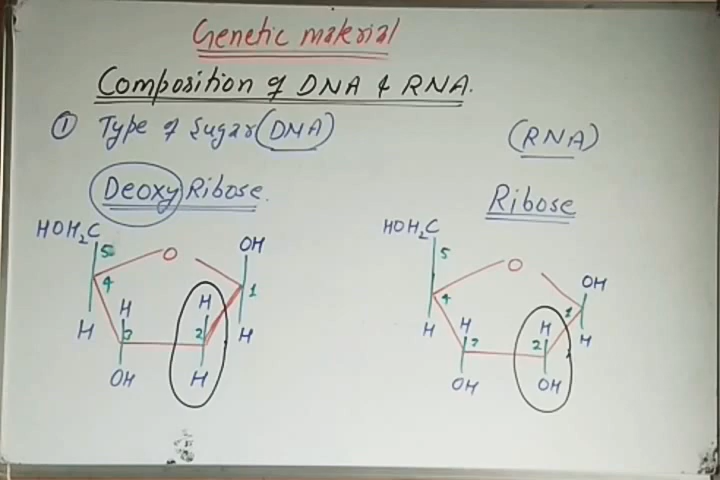 Genetic material
Composition of DNA & RNA.
① Type of Sugar (DNA) (RNA)
Deoxy Ribose. Ribose
HOH₂C O OH
5
4 1
H H H H
3 2
OH H
HOH₂C O OH
5
4 1
H H H H
3 2
OH OH